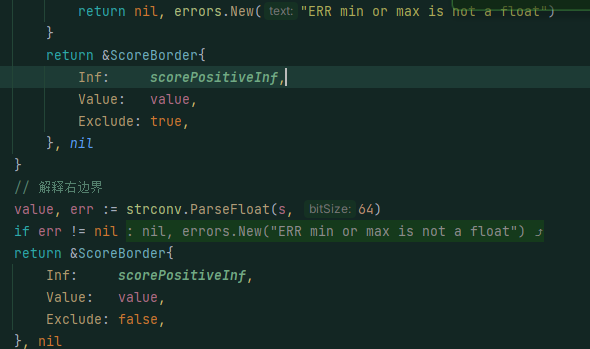 return nil, errors.New( text: "ERR min or max is not a float")
}
return &ScoreBorder{
Inf: scorePositiveInf,
Value: value,
Exclude: true,
}, nil
}
// 解释右边界
value, err := strconv.ParseFloat(s, bitSize: 64)
if err != nil : nil, errors.New("ERR min or max is not a float")
return &ScoreBorder{
Inf: scorePositiveInf,
Value: value,
Exclude: false,
}, nil